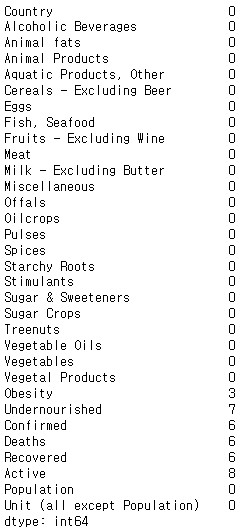 Country 0
Alcoholic Beverages 0
Animal fats 0
Animal Products 0
Aquatic Products, Other 0
Cereals - Excluding Beer 0
Eggs 0
Fish, Seafood 0
Fruits - Excluding Wine 0
Meat 0
Milk - Excluding Butter 0
Miscellaneous 0
Offals 0
Oilcrops 0
Pulses 0
Spices 0
Starchy Roots 0
Stimulants 0
Sugar & Sweeteners 0
Sugar Crops 0
Treenuts 0
Vegetable Oils 0
Vegetables 0
Vegetal Products 0
Obesity 3
Undernourished 7
Confirmed 6
Deaths 6
Recovered 6
Active 8
Population 0
Unit (all except Population) 0
dtype: int64